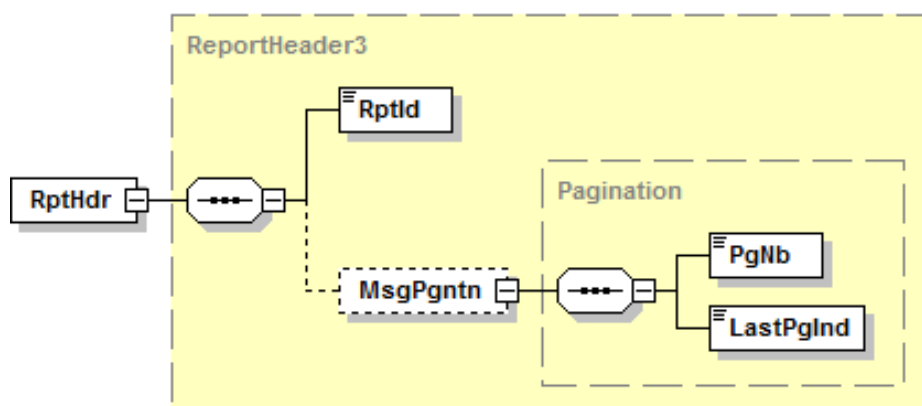 ReportHeader3
RptId
RptHdr
Pagination
PgNb
MsgPgntn
LastPgInd